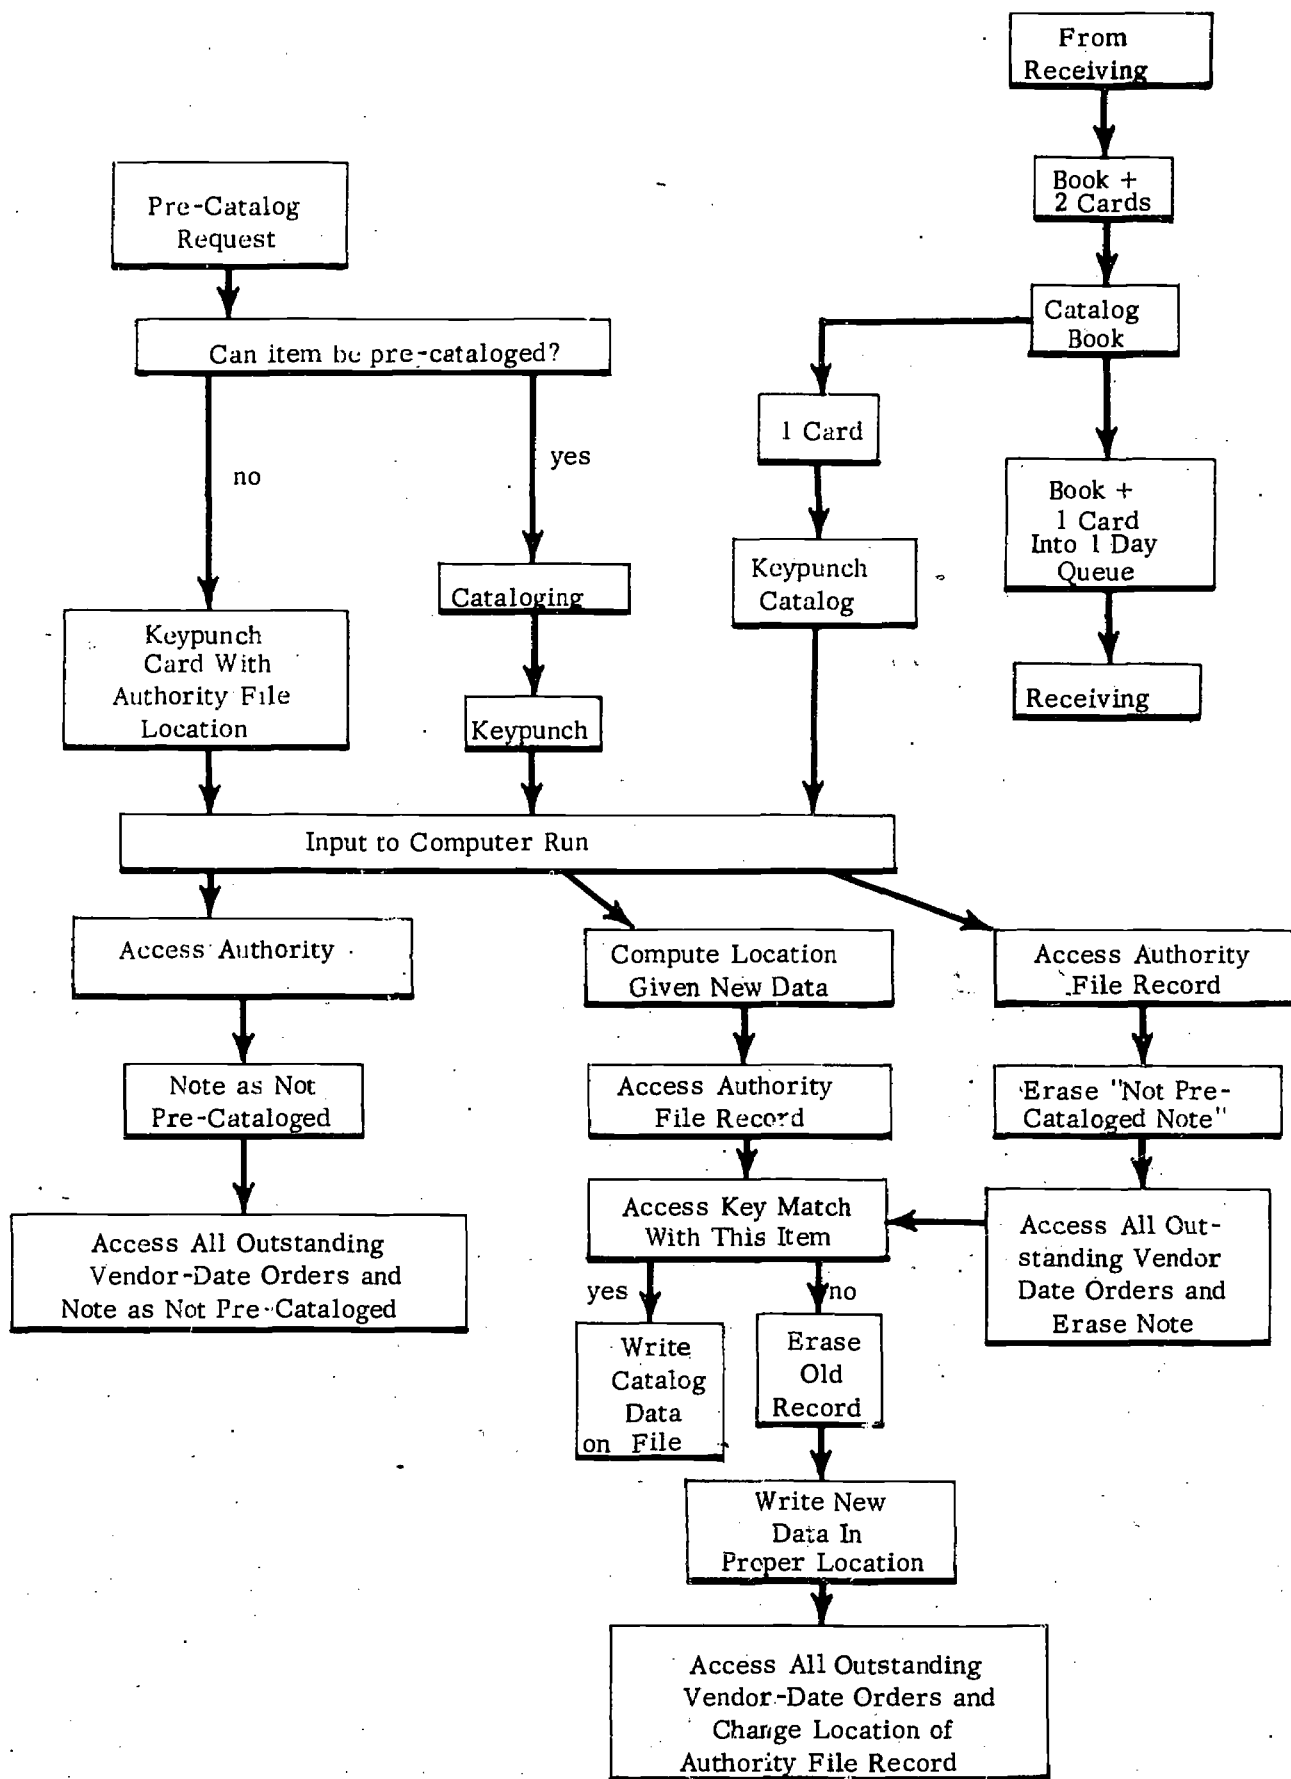 From
Receiving
Book +
2 Cards
Pre-Catalog
Request
Catalog
Book
Can item be pre-cataloged?
1 Card
no
yes
Book +
1 Card
Into 1 Day
Queue
Keypunch
Catalog
Cataloging
Keypunch
Card With
Authority File
Location
Receiving
Keypunch
Input to Computer Run
Access Authority
Compute Location
Given New Data
Access Authority
File Record
Note as Not
Pre-Cataloged
Access Authority
File Record
Erase "Not Pre-
Cataloged Note"
Access Key Match
With This Item
Access All Outstanding
Vendor-Date Orders and
Note as Not Pre-Cataloged
Access All Out-
standing Vendor
Date Orders and
Erase Note
yes
no
Write
Catalog
Data
on File
Erase
Old
Record
Write New
Data In
Proper Location
Access All Outstanding
Vendor-Date Orders and
Change Location of
Authority File Record